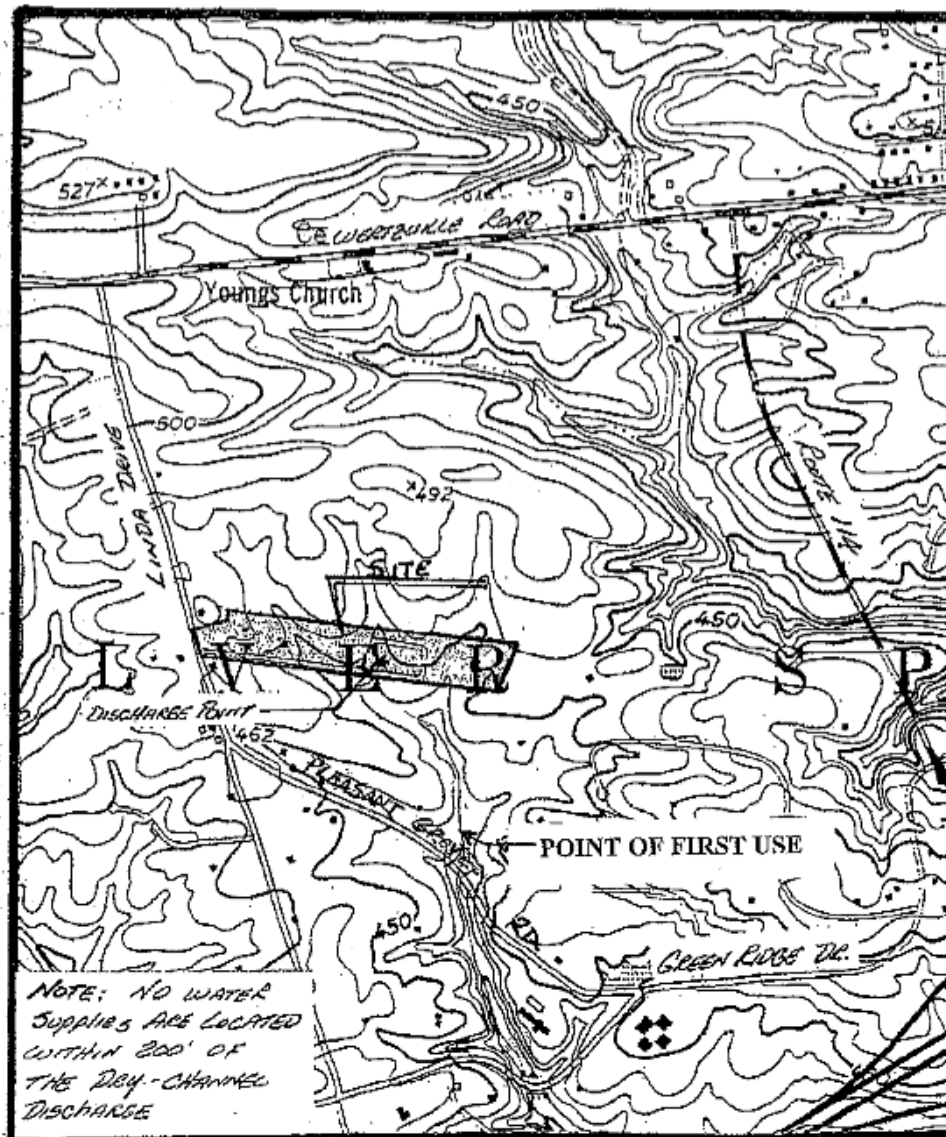 450
527
WERTZVILLE ROAD
Youngs Church
500
LINDA DRIVE
492
ROUTE 114
SITE
450
L V E R S P
DISCHARGE POINT
462
PLEASANT
POINT OF FIRST USE
450
RD
GREEN RIDGE DR.
NOTE: NO WATER
SUPPLIES ARE LOCATED
WITHIN 200' OF
THE DRY-CHANNEL
DISCHARGE